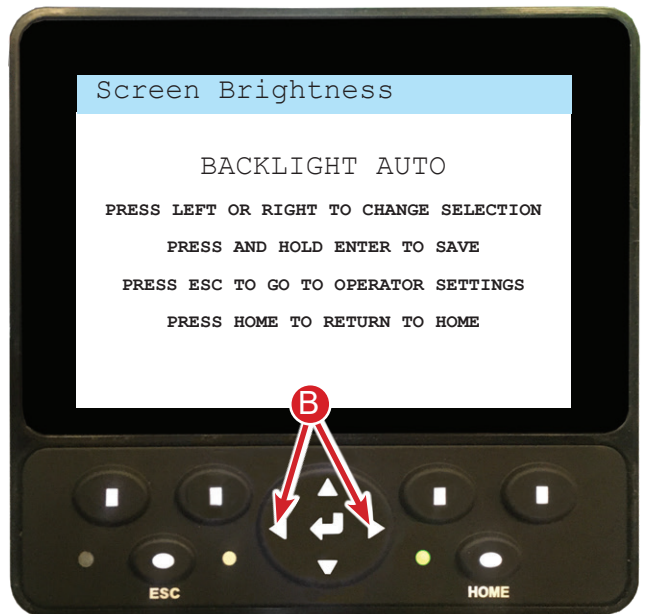 Screen Brightness
BACKLIGHT AUTO
PRESS LEFT OR RIGHT TO CHANGE SELECTION
PRESS AND HOLD ENTER TO SAVE
PRESS ESC TO GO TO OPERATOR SETTINGS
PRESS HOME TO RETURN TO HOME
B
ESC
HOME